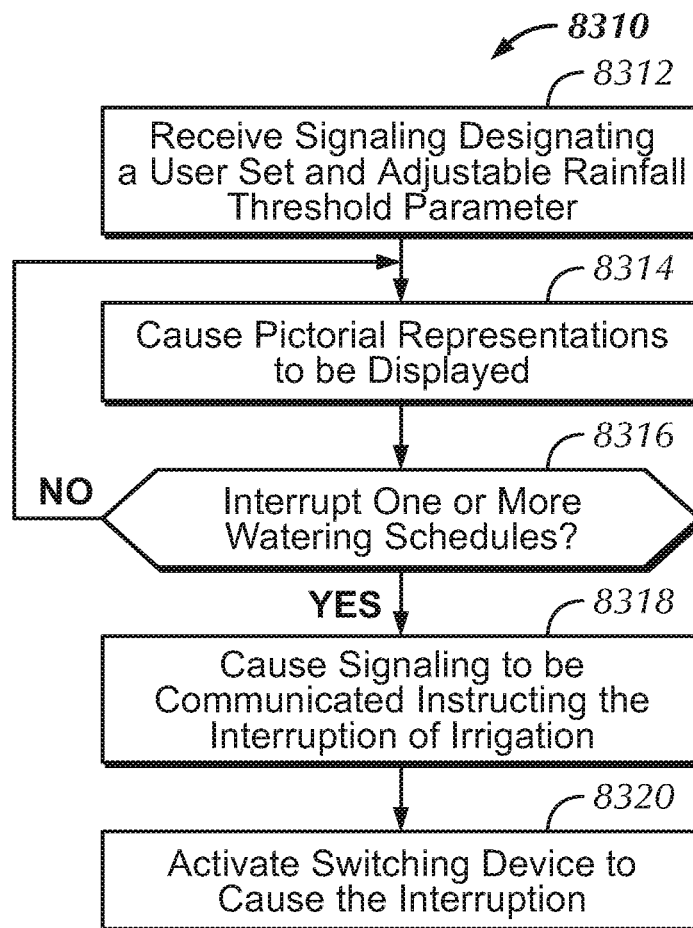 8310
8312
Receive Signaling Designating
a User Set and Adjustable Rainfall
Threshold Parameter
8314
Cause Pictorial Representations
to be Displayed
8316
NO
Interrupt One or More
Watering Schedules?
YES
8318
Cause Signaling to be
Communicated Instructing the
Interruption of Irrigation
8320
Activate Switching Device to
Cause the Interruption